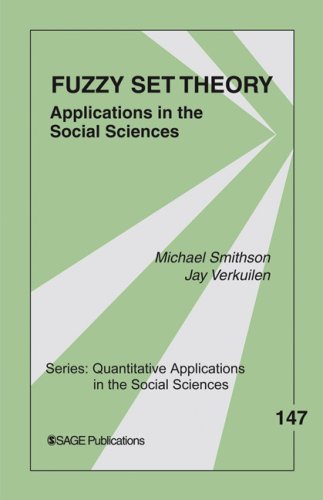 FUZZY SET THEORY
Applications in the
Social Sciences
Michael Smithson
Jay Verkuilen
Series: Quantitative Applications
in the Social Sciences
147
SAGE Publications